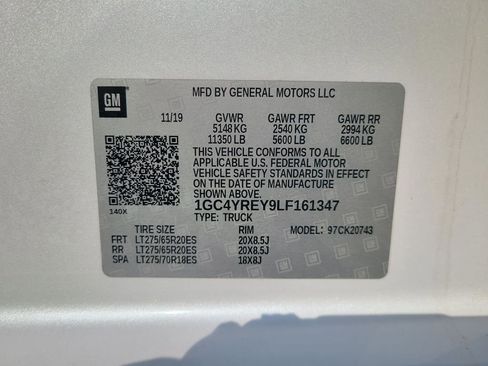 GM
MFD BY GENERAL MOTORS LLC
11/19 GVWR GAWR FRT GAWR RR
5148 KG 2540 KG 2994 KG
11350 LB 5600 LB 6600 LB
THIS VEHICLE CONFORMS TO ALL
APPLICABLE U.S. FEDERAL MOTOR
VEHICLE SAFETY STANDARDS IN EFFECT
ON THE DATE OF MANUFACTURE
SHOWN ABOVE.
1GC4YREY9LF161347
140X TYPE: TRUCK
TIRE SIZE RIM MODEL: 97CK20743
FRT LT275/65R20ES 20X8.5J
RR LT275/65R20ES 20X8.5J
SPA LT275/70R18ES 18X8J